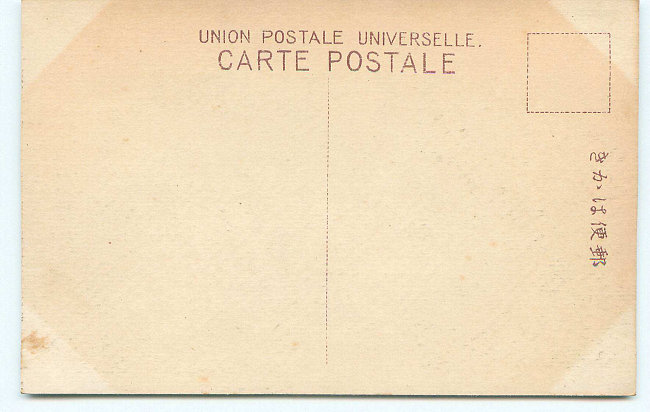 UNION POSTALE UNIVERSELLE.
CARTE POSTALE
きかは便郵